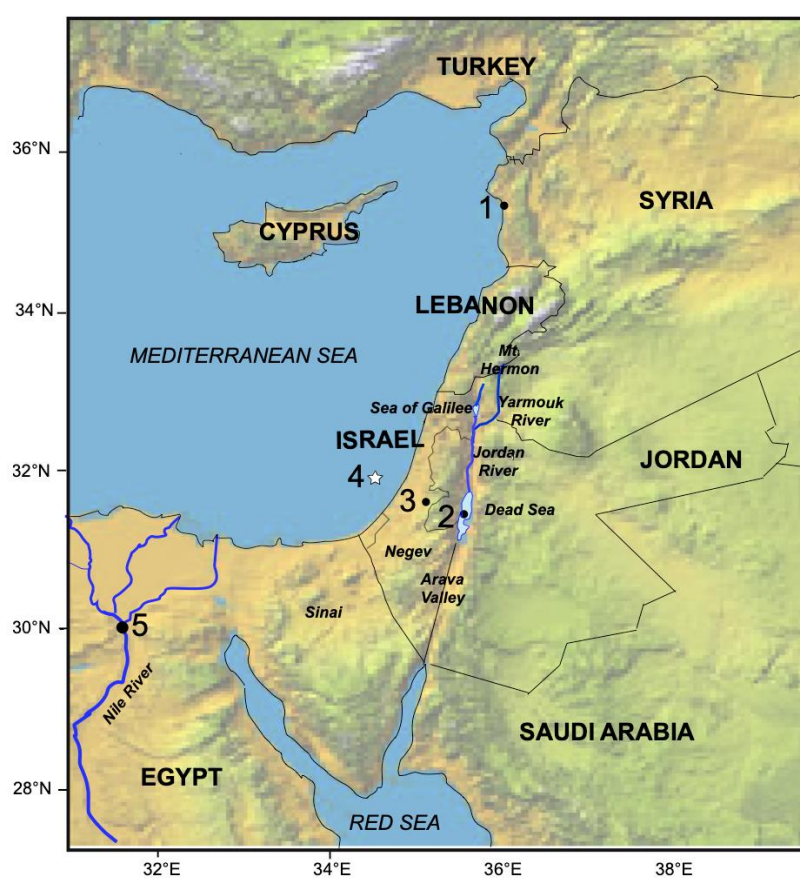 TURKEY
36°N
SYRIA
1
CYPRUS
34°N
LEBANON
MEDITERRANEAN SEA
Mt.
Hermon
Sea of Galilee
Yarmouk
River
ISRAEL
32°N
4
Jordan
River
JORDAN
3
2
Dead Sea
Negev
Arava
Valley
Sinai
30°N
5
Nile River
SAUDI ARABIA
28°N
EGYPT
RED SEA
32°E
34°E
36°E
38°E